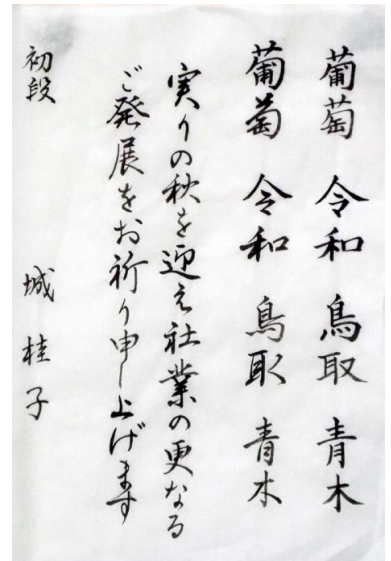 葡萄 令和 鳥取 青木
葡萄 令和 鳥取 青木
実りの秋を迎え社業の更なる
ご発展をお祈り申し上げます
初段 城桂子